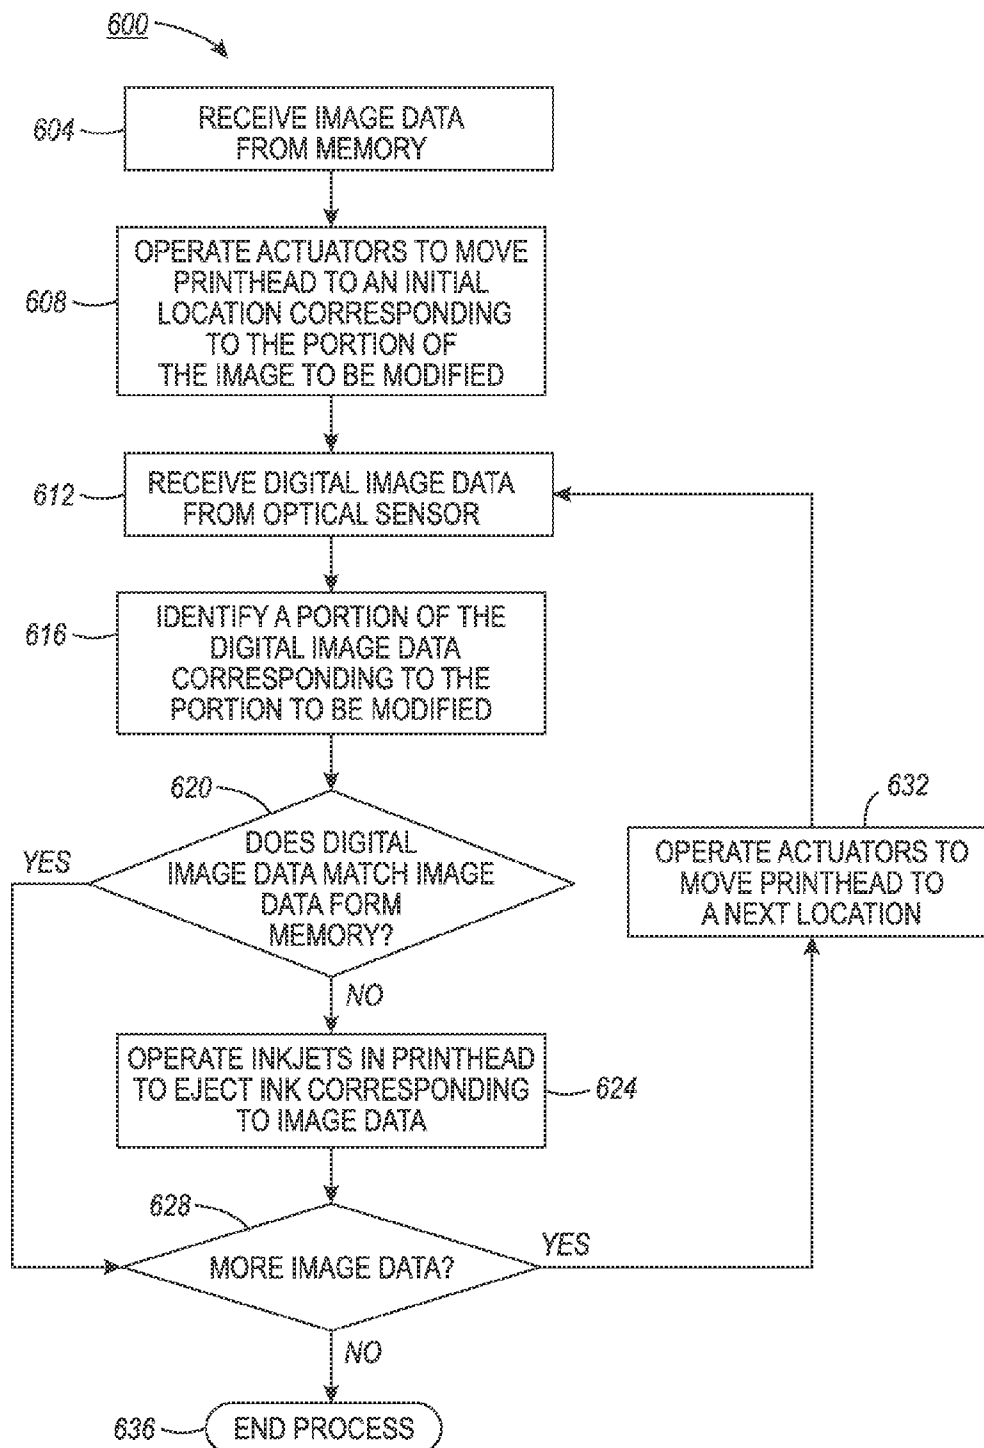 600
604
RECEIVE IMAGE DATA
FROM MEMORY
608
OPERATE ACTUATORS TO MOVE
PRINTHEAD TO AN INITIAL
LOCATION CORRESPONDING
TO THE PORTION OF
THE IMAGE TO BE MODIFIED
612
RECEIVE DIGITAL IMAGE DATA
FROM OPTICAL SENSOR
616
IDENTIFY A PORTION OF THE
DIGITAL IMAGE DATA
CORRESPONDING TO THE
PORTION TO BE MODIFIED
620
YES
DOES DIGITAL
IMAGE DATA MATCH IMAGE
DATA FORM
MEMORY?
NO
632
OPERATE ACTUATORS TO
MOVE PRINTHEAD TO
A NEXT LOCATION
OPERATE INKJETS IN PRINTHEAD
TO EJECT INK CORRESPONDING
TO IMAGE DATA
624
628
MORE IMAGE DATA?
YES
NO
636
END PROCESS